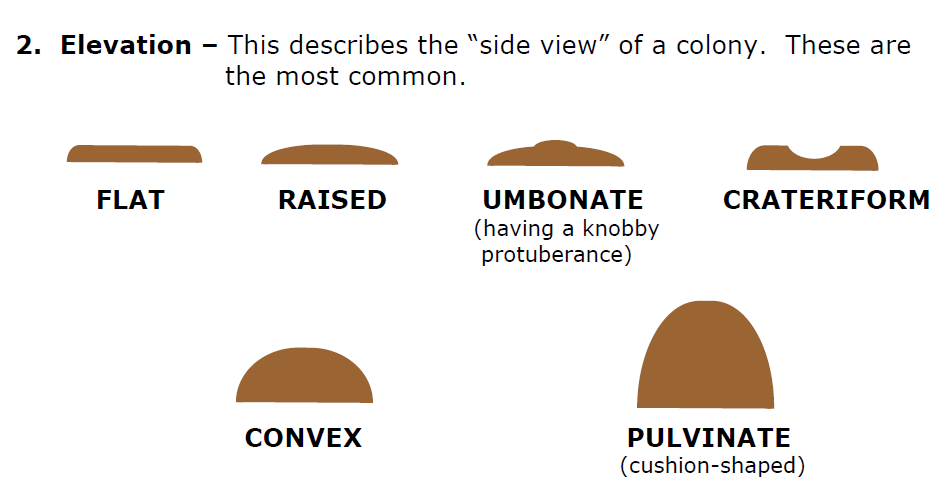 2. Elevation – This describes the “side view” of a colony. These are
the most common.
FLAT
RAISED
UMBONATE
(having a knobby
protuberance)
CRATERIFORM
CONVEX
PULVINATE
(cushion-shaped)